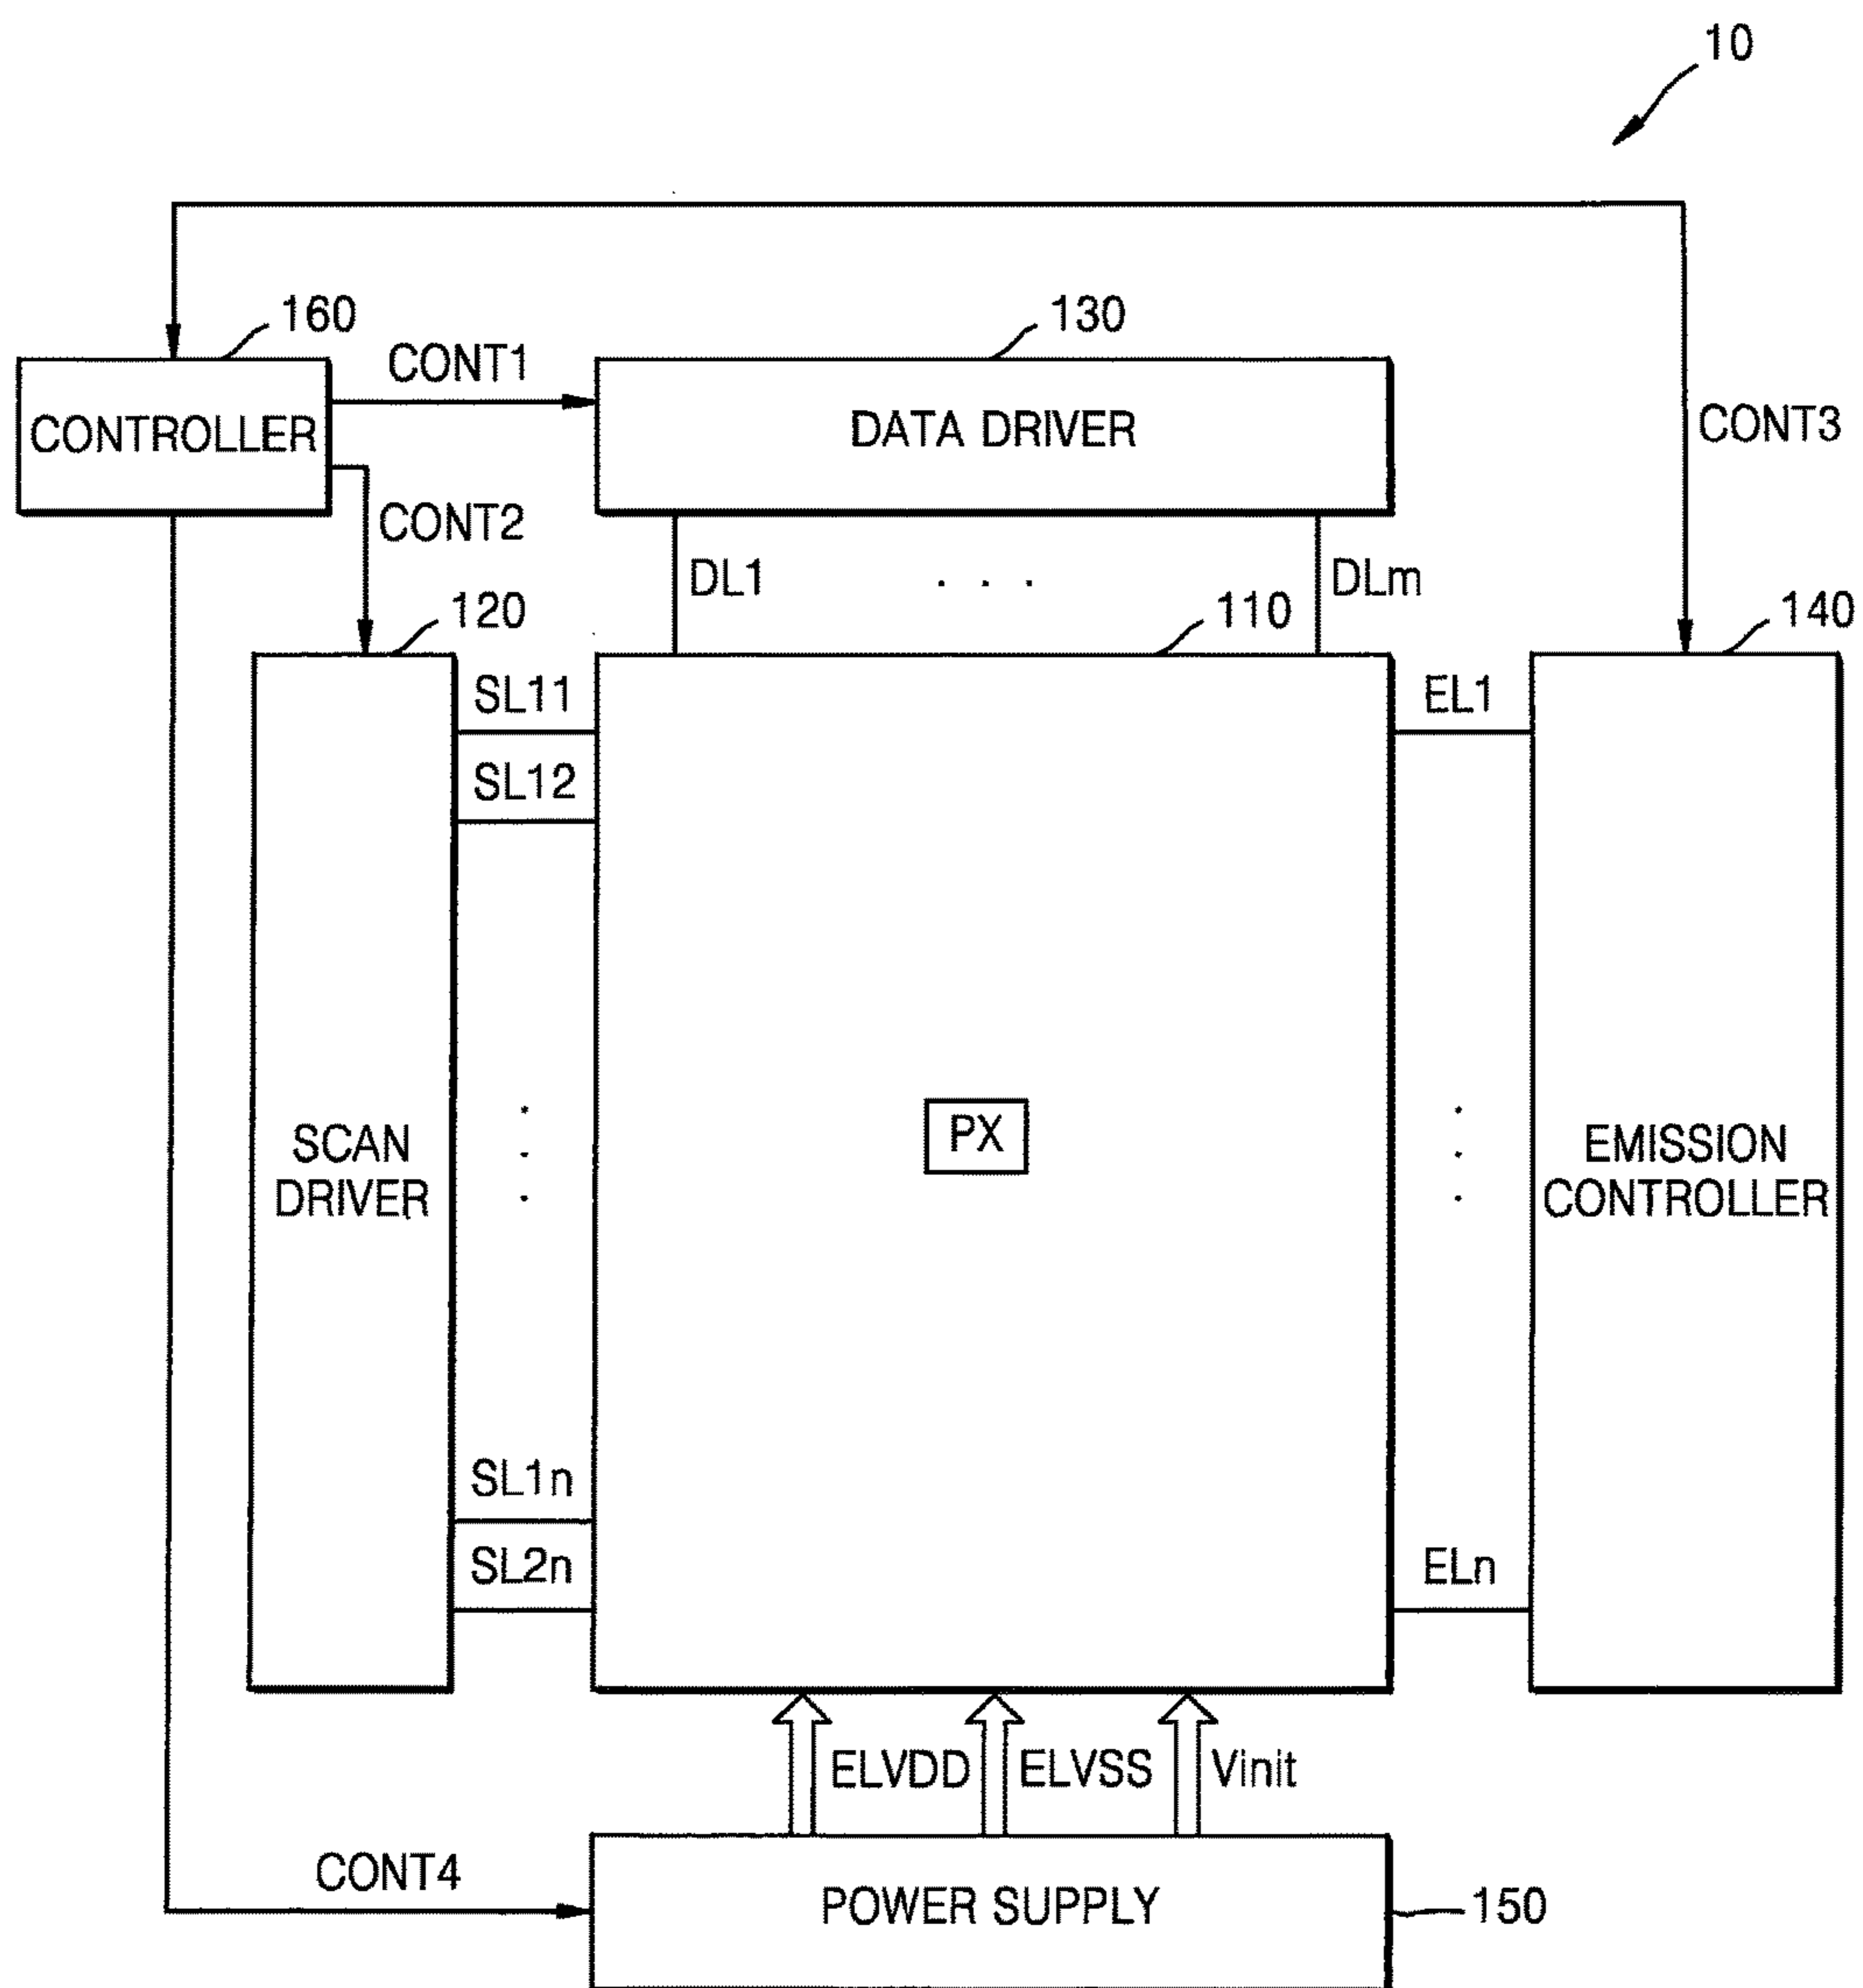 10
160
130
CONT1
CONTROLLER
DATA DRIVER
CONT3
CONT2
DL1
. . .
DLm
120
110
140
SL11
EL1
SL12
PX
SCAN
DRIVER
EMISSION
CONTROLLER
SL1n
SL2n
ELn
ELVDD
ELVSS
Vinit
CONT4
POWER SUPPLY
150